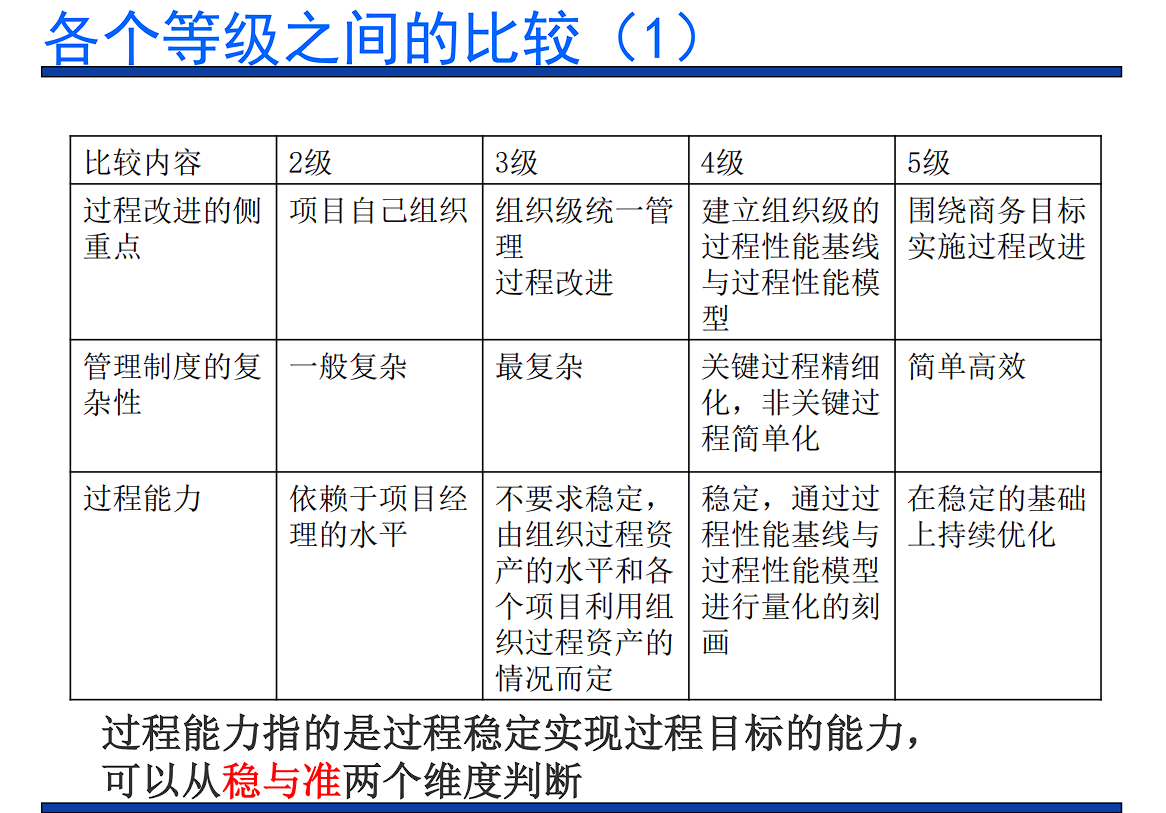 各个等级之间的比较（1）
比较内容
2级
3级
4级
5级
过程改进的侧
重点
项目自己组织
组织级统一管
理
过程改进
建立组织级的
过程性能基线
与过程性能模
型
围绕商务目标
实施过程改进
管理制度的复
杂性
一般复杂
最复杂
关键过程精细
化，非关键过
程简单化
简单高效
过程能力
依赖于项目经
理的水平
不要求稳定，
由组织过程资
产的水平和各
个项目利用组
织过程资产的
情况而定
稳定，通过过
程性能基线与
过程性能模型
进行量化的刻
画
在稳定的基础
上持续优化
过程能力指的是过程稳定实现过程目标的能力，
可以从稳与准两个维度判断